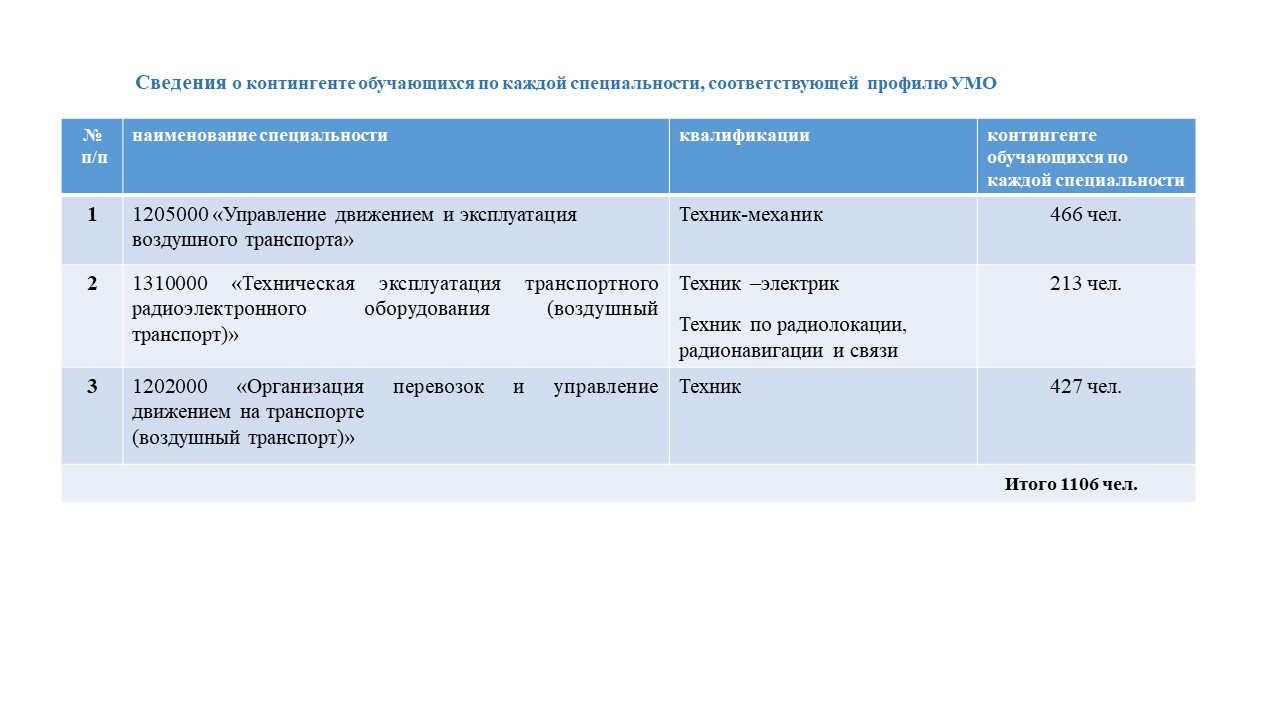 Сведения о контингенте обучающихся по каждой специальности, соответствующей профилю УМО
№ п/п
наименование специальности
квалификации
контингенте
обучающихся по
каждой специальности
1
1205000 «Управление движением и эксплуатация
воздушного транспорта»
Техник-механик
466 чел.
2
1310000 «Техническая эксплуатация транспортного
радиоэлектронного оборудования (воздушный
транспорт)»
Техник –электрик
Техник по радиолокации,
радионавигации и связи
213 чел.
3
1202000 «Организация перевозок и управление
движением на транспорте
(воздушный транспорт)»
Техник
427 чел.
Итого 1106 чел.